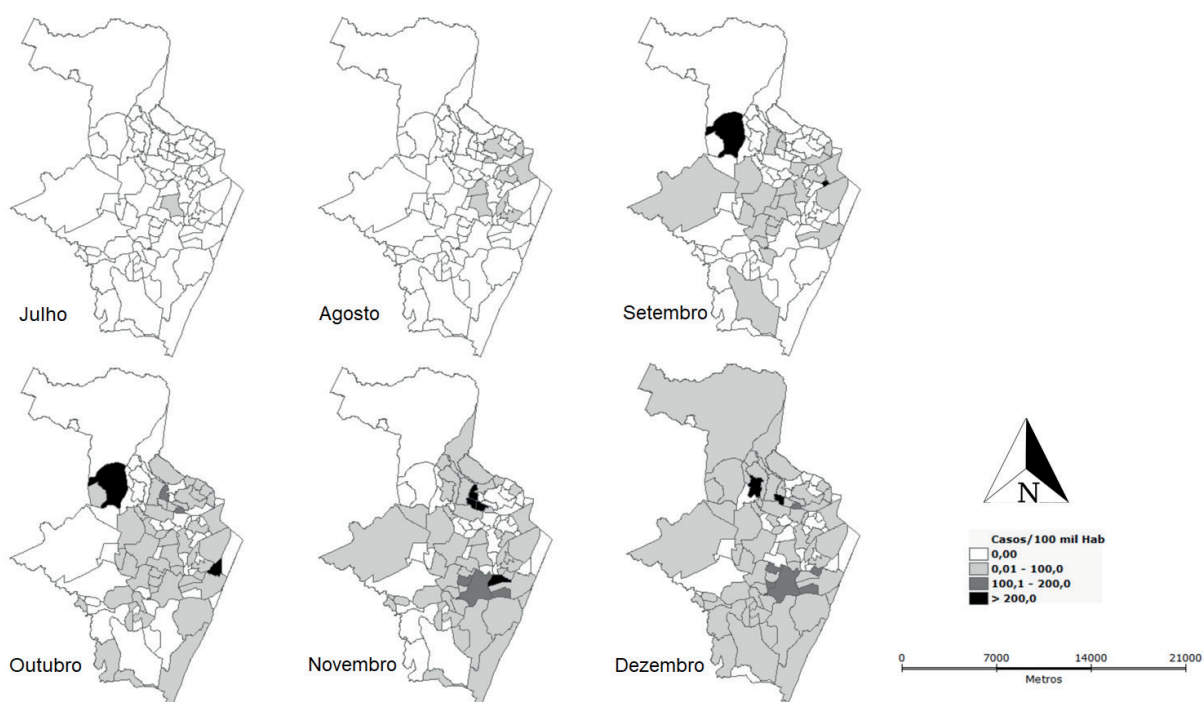 Julho
Agosto
Setembro
Outubro
Novembro
Dezembro
N
Casos/100 mil Hab
0,00
0,01 - 100,0
100,1 - 200,0
> 200,0
0 7000 14000 21000
Metros